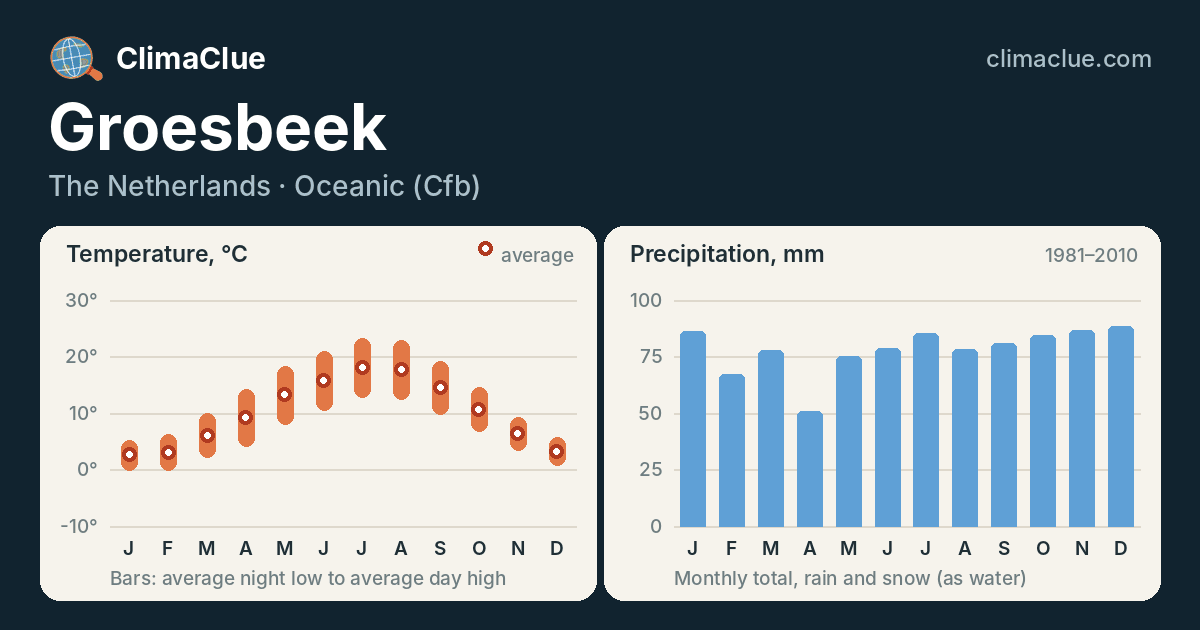 ClimaClue
climaclue.com
Groesbeek
The Netherlands · Oceanic (Cfb)
Temperature, °C
average
30°
20°
10°
0°
-10°
J F M A M J J A S O N D
Bars: average night low to average day high
Precipitation, mm
1981–2010
100
75
50
25
0
J F M A M J J A S O N D
Monthly total, rain and snow (as water)